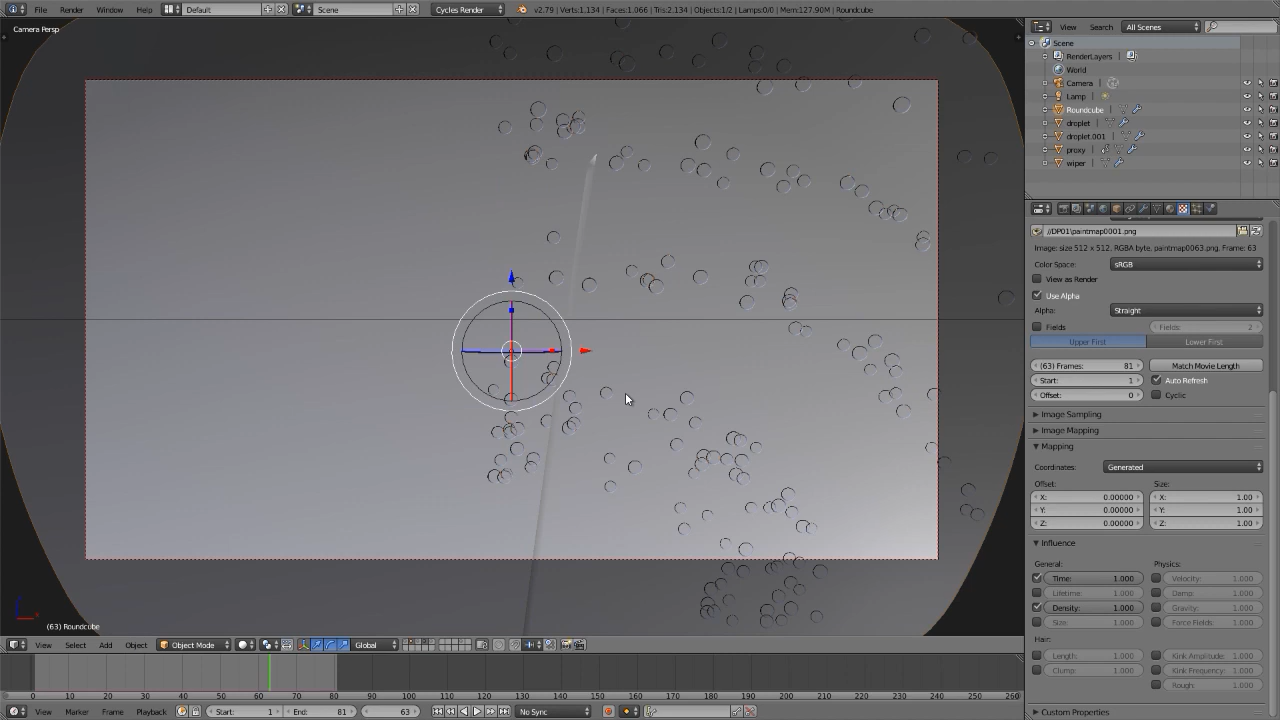 File Render Window Help Default Scene Cycles Render v2.79 | Verts:1,134 | Faces:1,066 | Tris:2,134 | Objects:1/2 | Lamps:0/0 | Mem:127.90M | Roundcube
Camera Persp
View Search All Scenes
Scene
RenderLayers
World
Camera
Lamp
Roundcube
droplet
droplet.001
proxy
wiper
//DP01\paintmap0001.png
Image: size 512 x 512, RGBA byte, paintmap0063.png, Frame: 63
Color Space: sRGB
View as Render
Use Alpha
Alpha: Straight
Fields Fields: 2
Upper First Lower First
(63) Frames: 81 Match Movie Length
Start: 1 Auto Refresh
Offset: 0 Cyclic
Image Sampling
Image Mapping
Mapping
Coordinates: Generated
Offset: Size:
X: 0.00000 X: 1.00
Y: 0.00000 Y: 1.00
Z: 0.00000 Z: 1.00
Influence
General: Physics:
Time: 1.000 Velocity: 1.000
Lifetime: 1.000 Damp: 1.000
Density: 1.000 Gravity: 1.000
Size: 1.000 Force Fields 1.000
Hair:
Length: 1.000 Kink Amplitude: 1.000
Clump: 1.000 Kink Frequency: 1.000
Rough: 1.000
Custom Properties
(63) Roundcube
View Select Add Object Object Mode Global
0 10 20 30 40 50 60 70 80 90 100 110 120 130 140 150 160 170 180 190 200 210 220 230 240 250 260
View Marker Frame Playback Start: 1 End: 81 63 No Sync